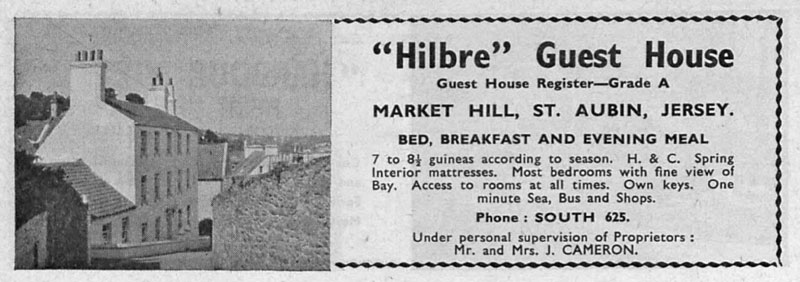 "Hilbre" Guest House
Guest House Register—Grade A
MARKET HILL, ST. AUBIN, JERSEY.
BED, BREAKFAST AND EVENING MEAL
7 to 8½ guineas according to season. H. & C. Spring
Interior mattresses. Most bedrooms with fine view of
Bay. Access to rooms at all times. Own keys. One
minute Sea, Bus and Shops.
Phone : SOUTH 625.
Under personal supervision of Proprietors :
Mr. and Mrs. J. CAMERON.